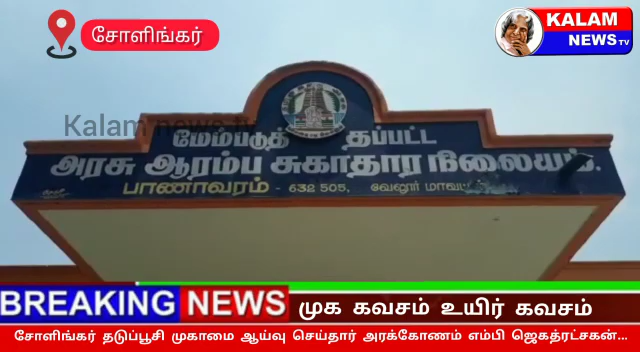 சோளிங்கர்
KALAM
NEWS TV
Kalam news tv
மேம்படுத்தப்பட்ட
அரசு ஆரம்ப சுகாதார நிலையம்.
பாணாவரம் - 632 505, வேலூர்
BREAKING NEWS முக கவசம் உயிர் கவசம்
சோளிங்கர் தடுப்பூசி முகாமை ஆய்வு செய்தார் அரக்கோணம் எம்பி ஜெகத்ரட்சகன்...